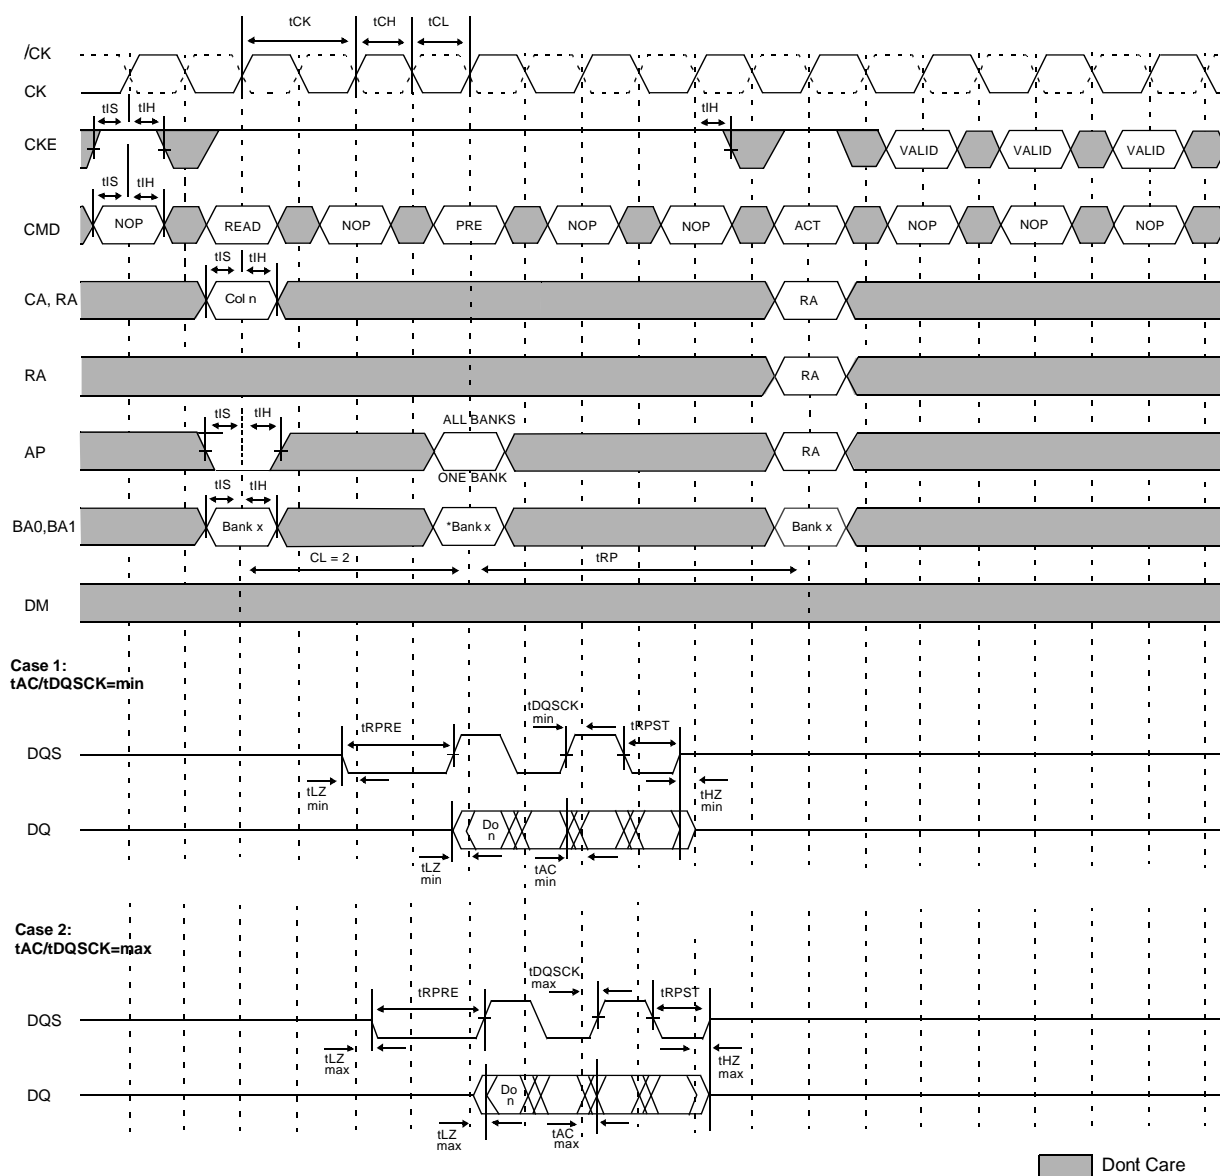 tCK tCH tCL
/CK
CK
tIS tIH tIH
CKE VALID VALID VALID
tIS tIH
CMD NOP READ NOP PRE NOP NOP ACT NOP NOP NOP
tIS tIH
CA, RA Col n RA
RA RA
tIS tIH ALL BANKS
AP RA
ONE BANK
tIS tIH
BA0,BA1 Bank x *Bank x Bank x
CL = 2 tRP
DM
Case 1:
tAC/tDQSCK=min
tRPRE tDQSCK min tRPST
DQS
tLZ min tHZ min
DQ Do n
tLZ min tAC min
Case 2:
tAC/tDQSCK=max
tRPRE tDQSCK max tRPST
DQS
tLZ max tHZ max
DQ Do n
tLZ max tAC max
Dont Care